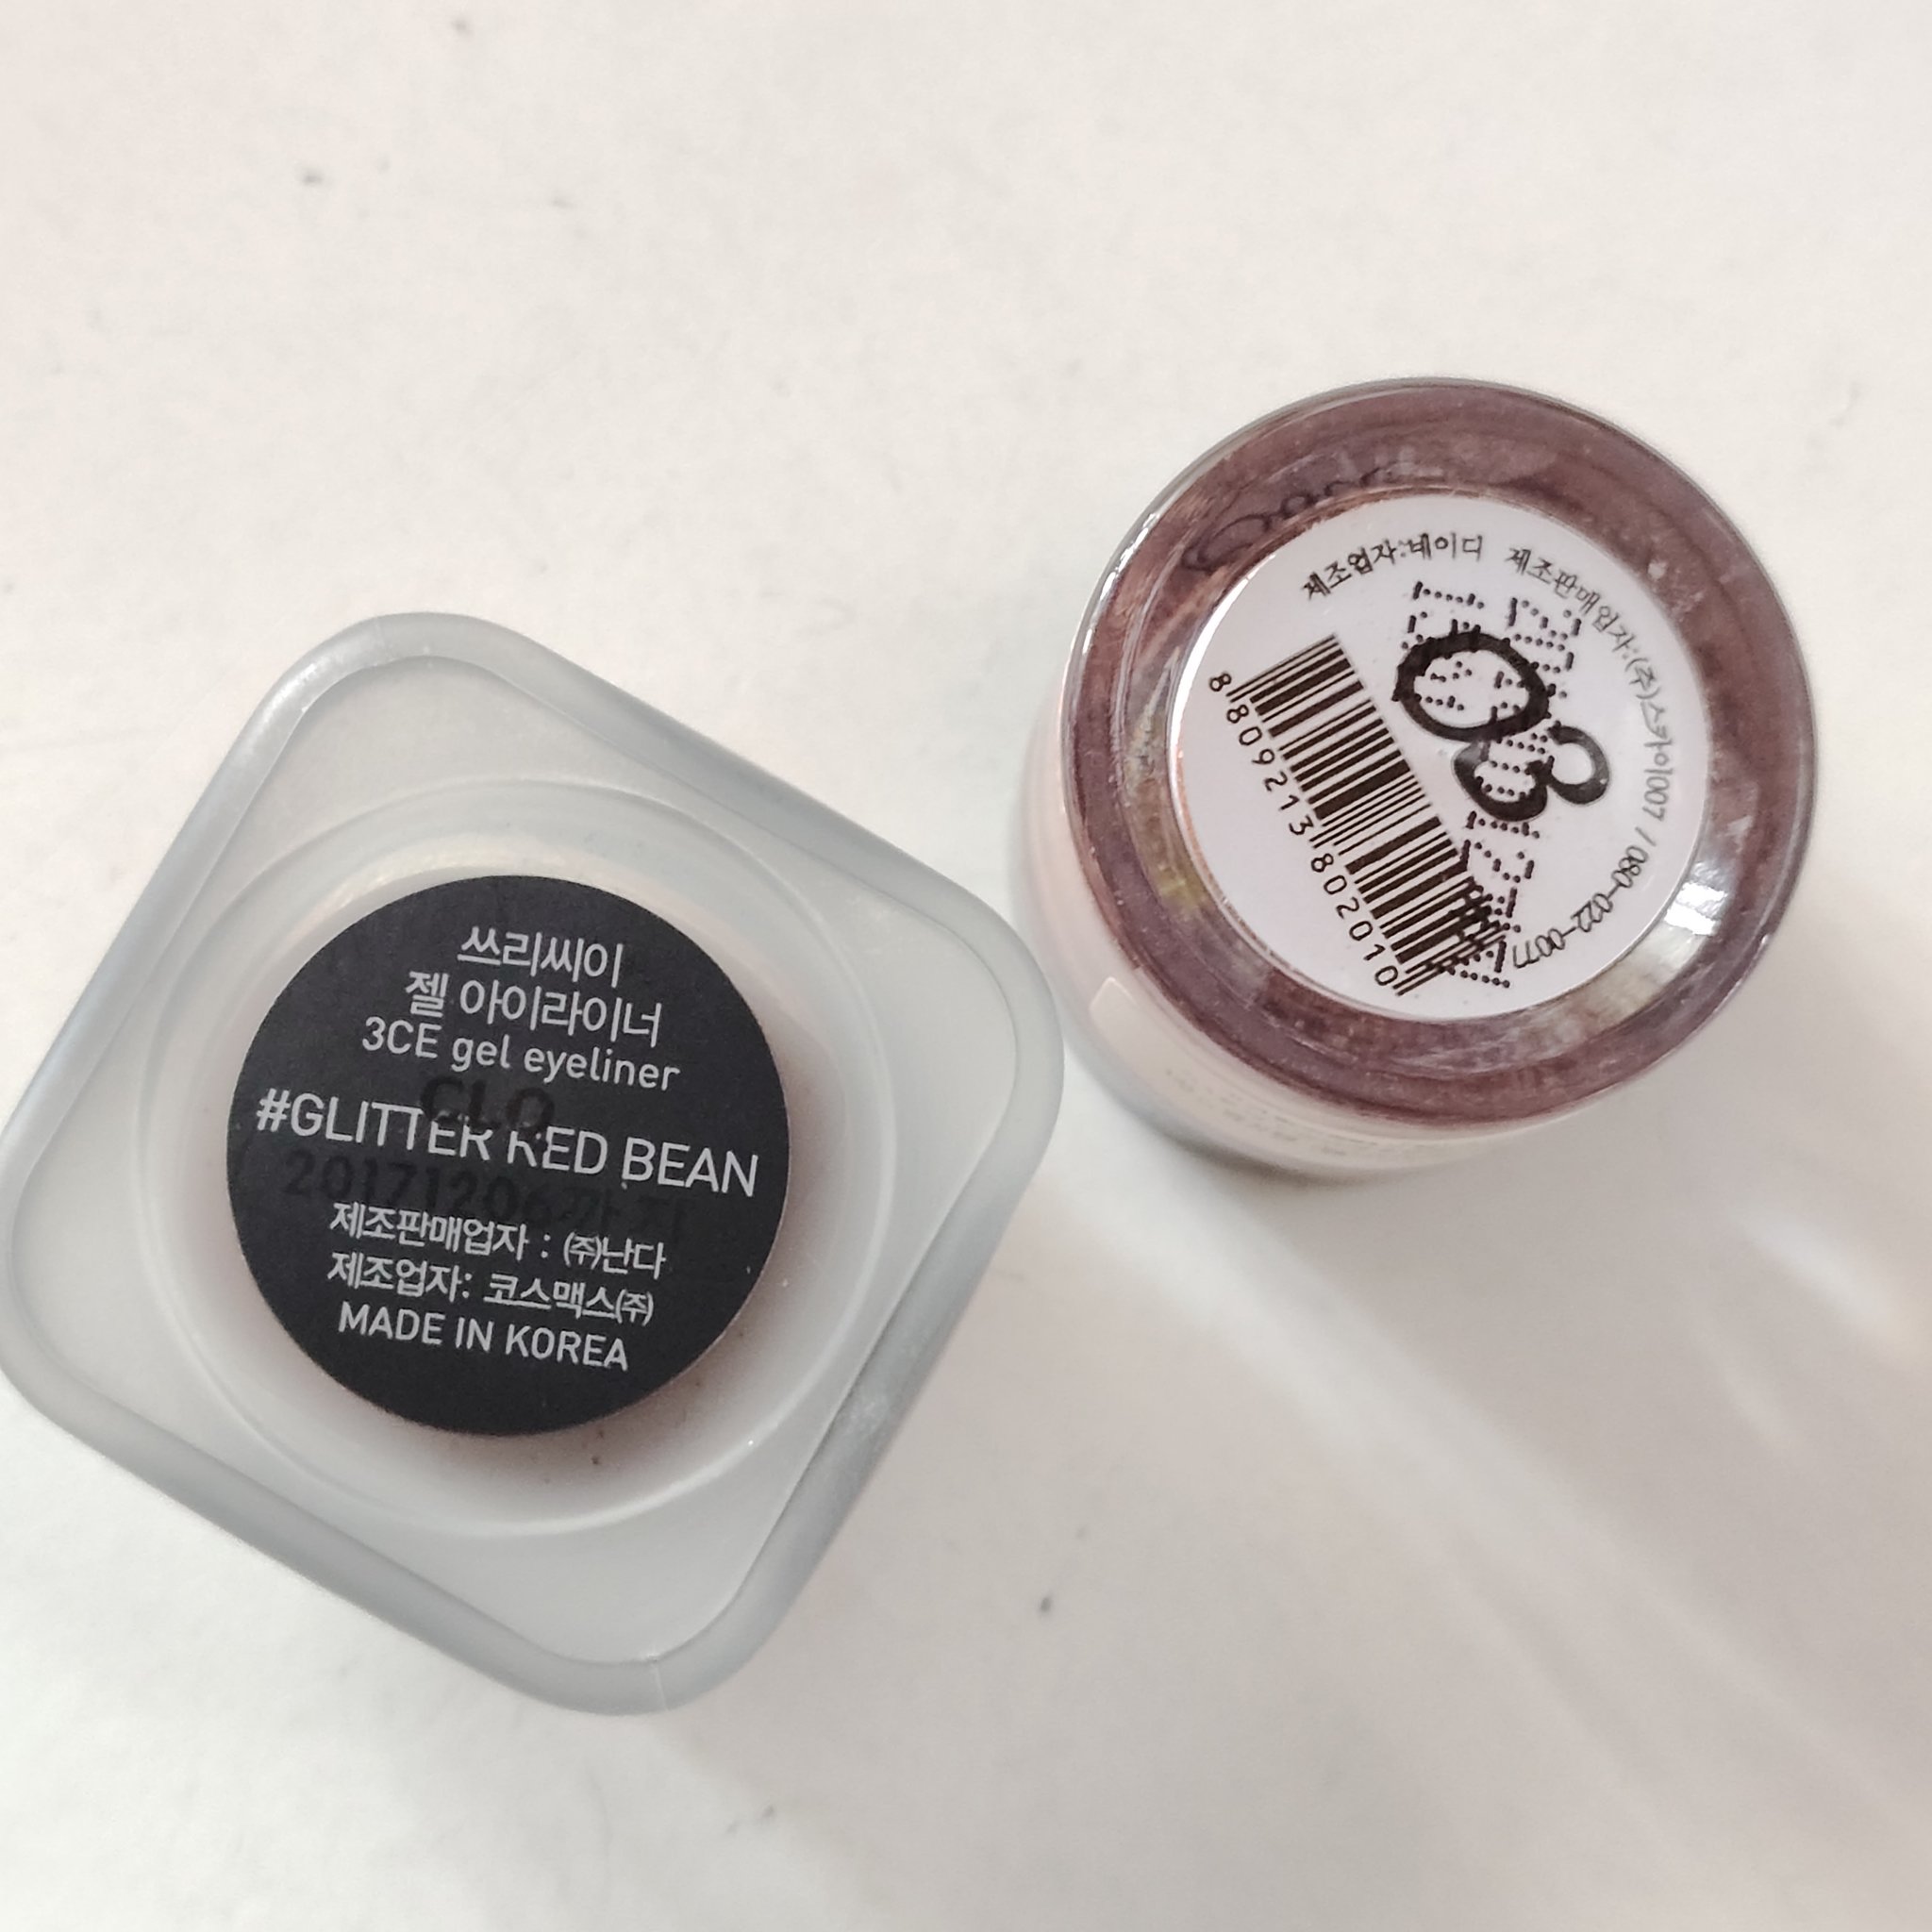 쓰리씨이
젤 아이라이너
3CE gel eyeliner
CLO
#GLITTER RED BEAN
20171206까지
제조판매업자 : ㈜난다
제조업자: 코스맥스㈜
MADE IN KOREA
제조업자:네이디 제조판매업자:(주)스카이007 / 080-022-0077
03
8 809213 802010